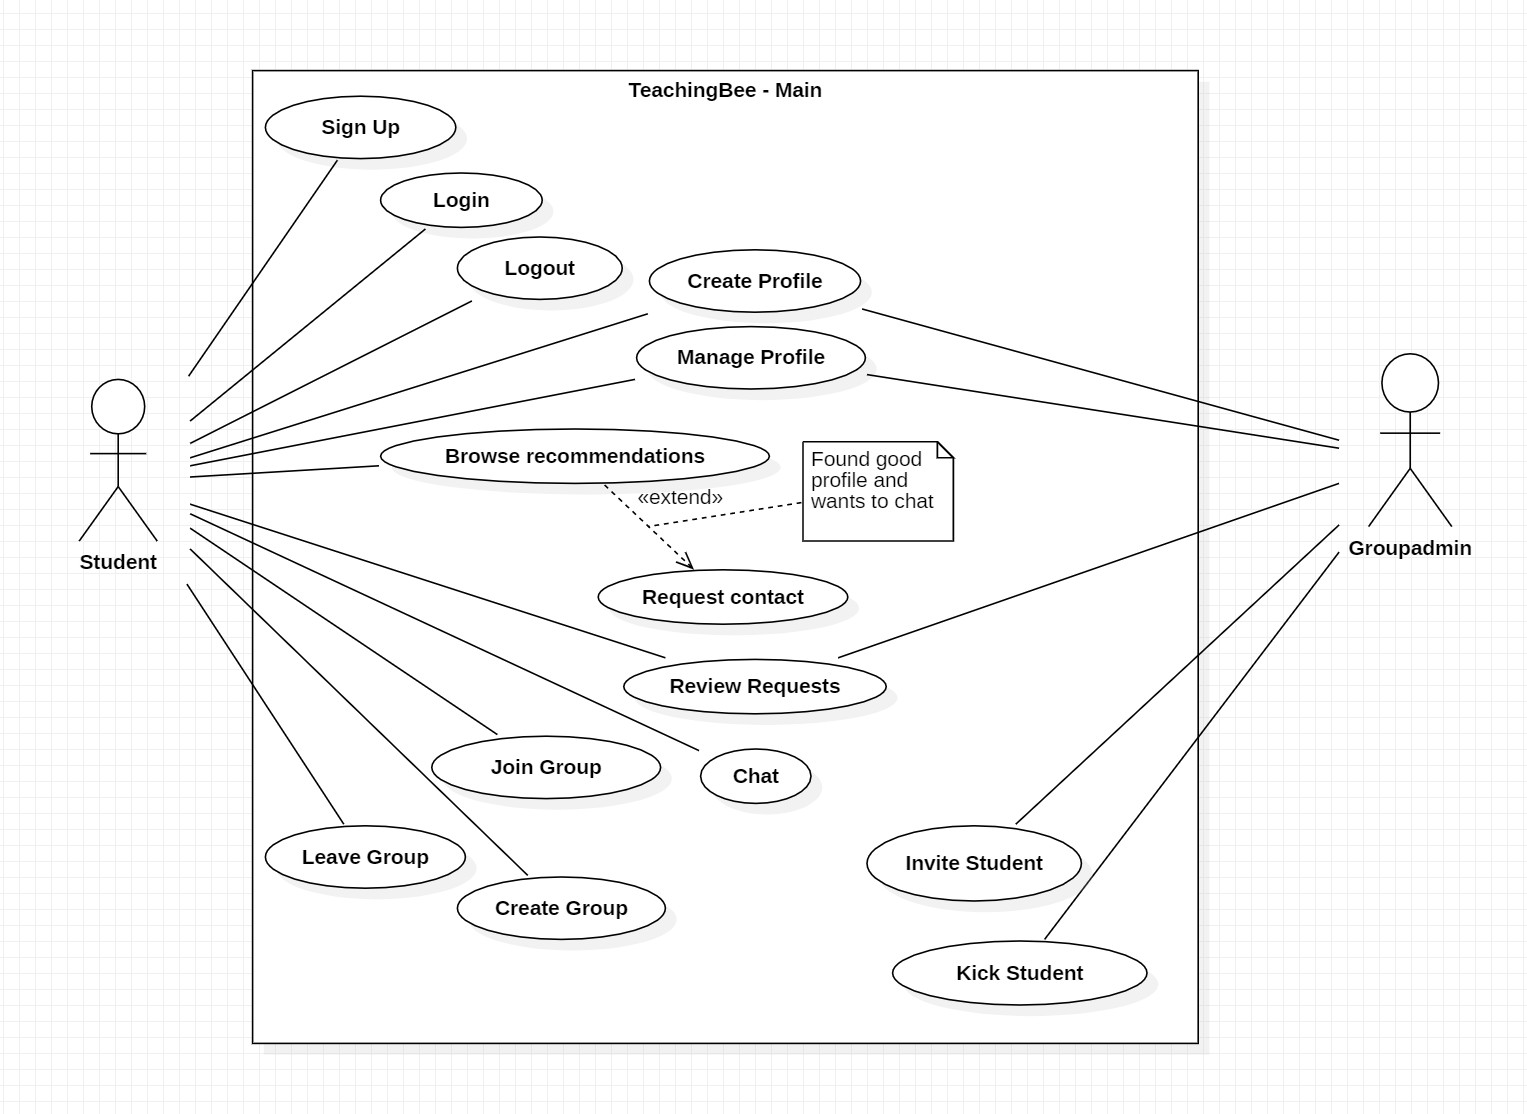 TeachingBee - Main
Sign Up
Login
Logout
Create Profile
Manage Profile
Browse recommendations
Found good
profile and
wants to chat
«extend»
Student
Groupadmin
Request contact
Review Requests
Join Group
Chat
Leave Group
Invite Student
Create Group
Kick Student